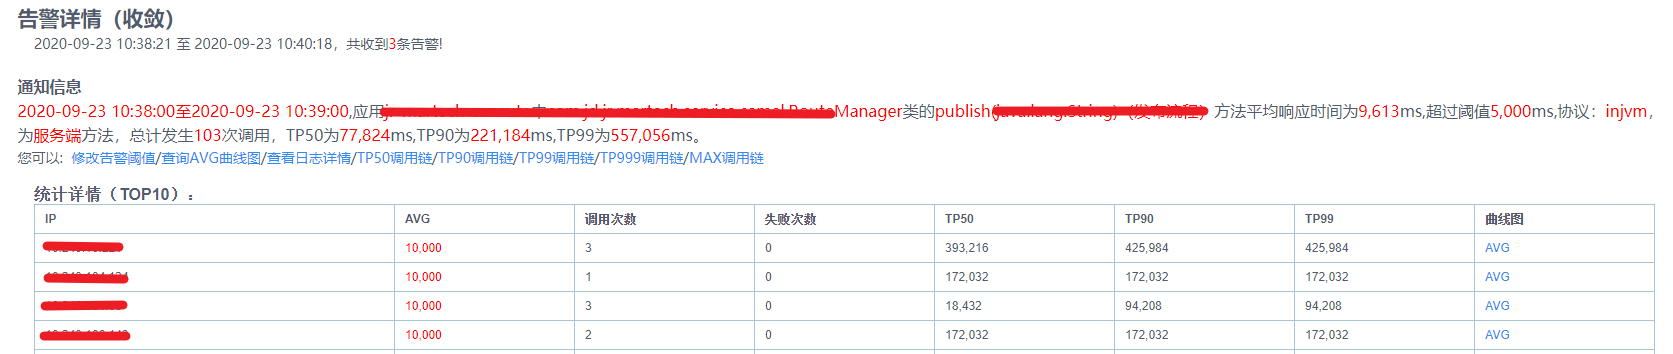 告警详情（收敛）
2020-09-23 10:38:21 至 2020-09-23 10:40:18，共收到3条告警!
通知信息
2020-09-23 10:38:00至2020-09-23 10:39:00,应用 Manager类的publish( 方法平均响应时间为9,613ms,超过阈值5,000ms,协议：injvm，
为服务端方法，总计发生103次调用，TP50为77,824ms,TP90为221,184ms,TP99为557,056ms。
您可以: 修改告警阈值/查询AVG曲线图/查看日志详情/TP50调用链/TP90调用链/TP99调用链/TP999调用链/MAX调用链
统计详情（TOP10）：
IP AVG 调用次数 失败次数 TP50 TP90 TP99 曲线图
10,000 3 0 393,216 425,984 425,984 AVG
10,000 1 0 172,032 172,032 172,032 AVG
10,000 3 0 18,432 94,208 94,208 AVG
10,000 2 0 172,032 172,032 172,032 AVG